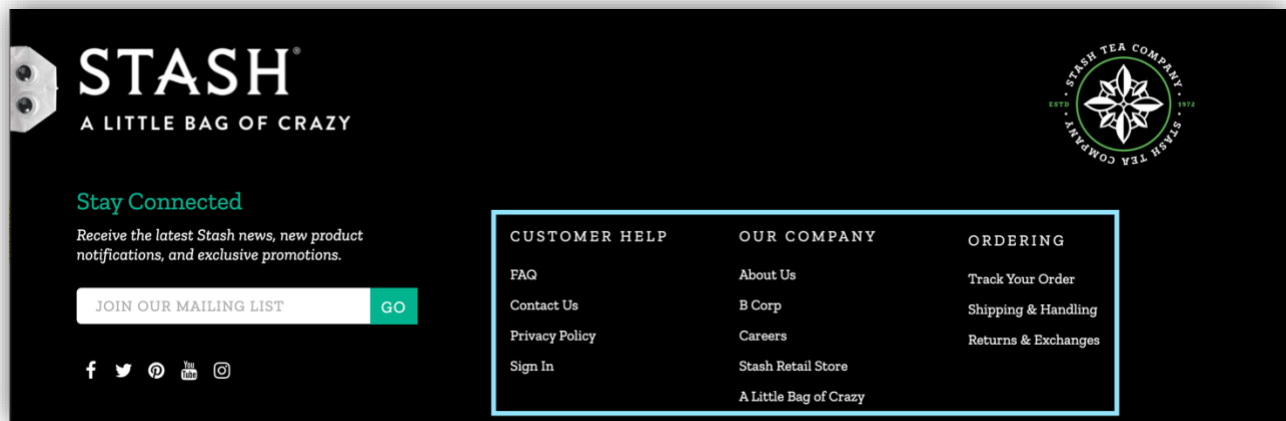 STASH®
A LITTLE BAG OF CRAZY
· STASH TEA COMPANY ·
ESTD
1972
STASH TEA COMPANY
Stay Connected
Receive the latest Stash news, new product
notifications, and exclusive promotions.
JOIN OUR MAILING LIST
GO
You
Tube
CUSTOMER HELP
FAQ
Contact Us
Privacy Policy
Sign In
OUR COMPANY
About Us
B Corp
Careers
Stash Retail Store
A Little Bag of Crazy
ORDERING
Track Your Order
Shipping & Handling
Returns & Exchanges